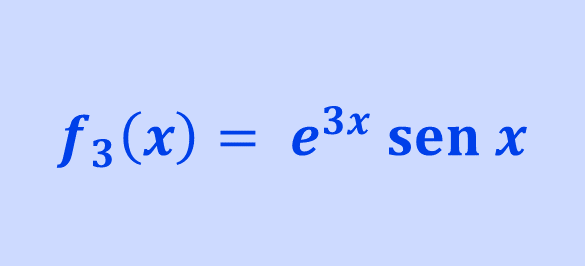 f₃(x) = e³ˣ sen x